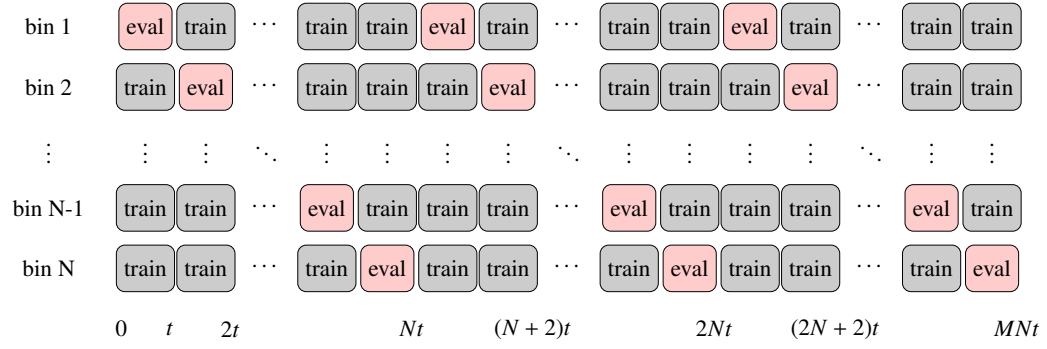 bin 1 eval train ⋯ train train eval train ⋯ train train eval train ⋯ train train
bin 2 train eval ⋯ train train train eval ⋯ train train train eval ⋯ train train
⋮ ⋮ ⋮ ⋱ ⋮ ⋮ ⋮ ⋮ ⋱ ⋮ ⋮ ⋮ ⋮ ⋱ ⋮ ⋮
bin N-1 train train ⋯ eval train train train ⋯ eval train train train ⋯ eval train
bin N train train ⋯ train eval train train ⋯ train eval train train ⋯ train eval
0 t 2t Nt (N + 2)t 2Nt (2N + 2)t MNt